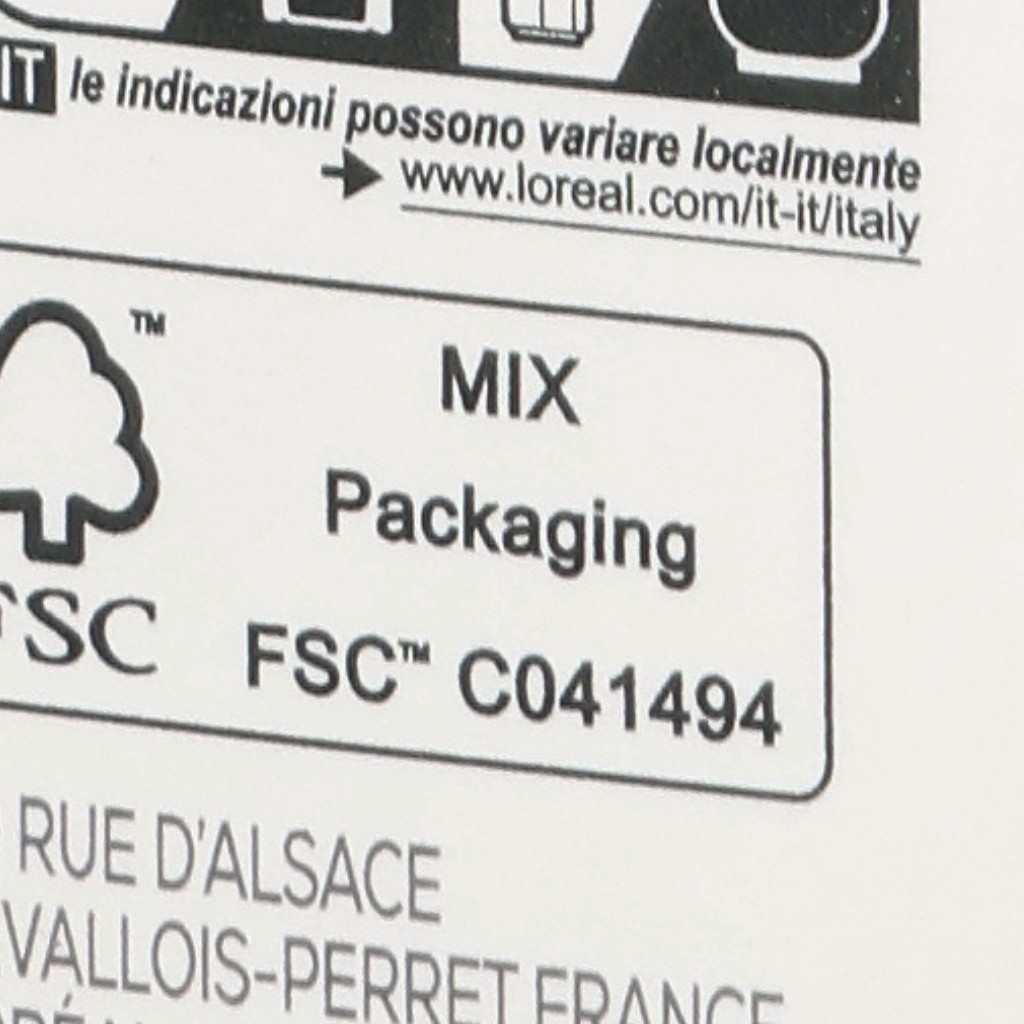 IT le indicazioni possono variare localmente
www.loreal.com/it-it/italy
TM
MIX
Packaging
FSC
FSC™ C041494
RUE D'ALSACE
VALLOIS-PERRET FRANCE